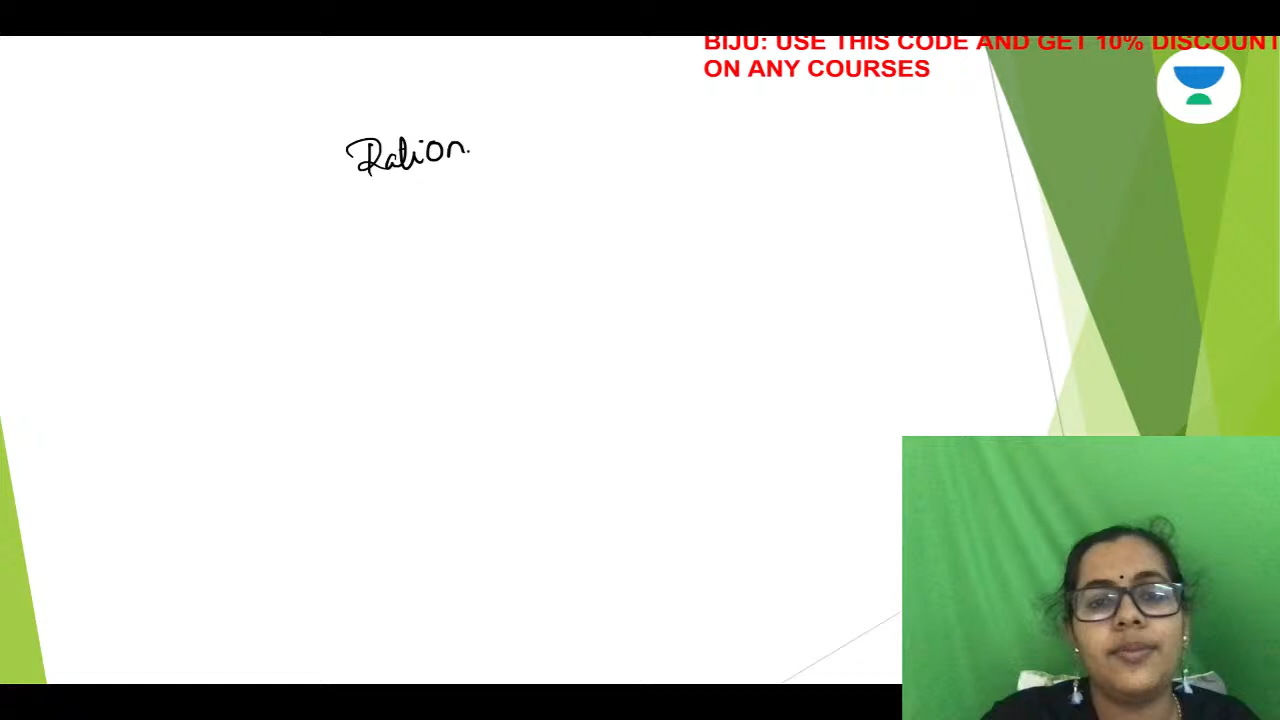 BIJU: USE THIS CODE AND GET 10% DISCOUNT
ON ANY COURSES
Ration.